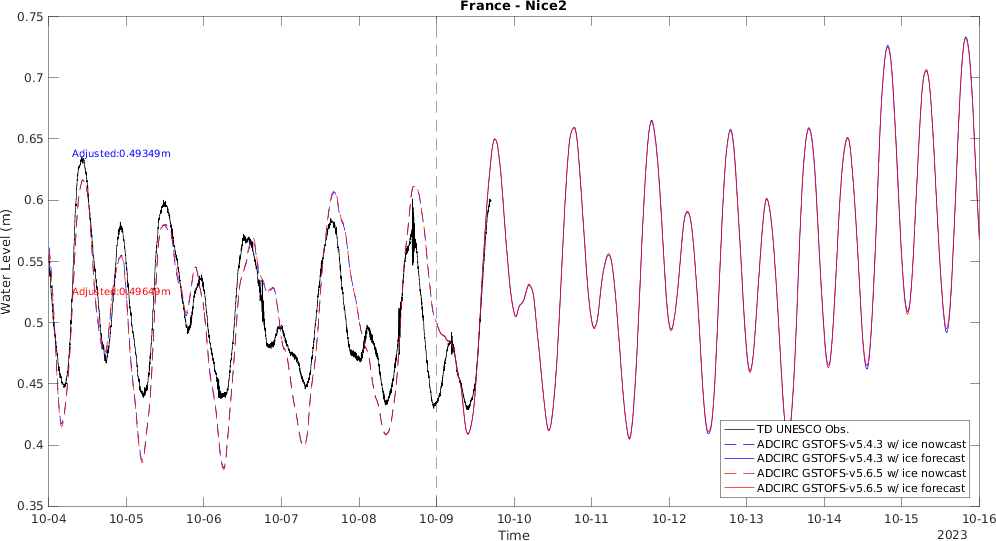 France - Nice2
0.75
0.7
0.65
0.6
0.55
0.5
0.45
0.4
0.35
Water Level (m)
Adjusted:0.49349m
Adjusted:0.49649m
TD UNESCO Obs.
ADCIRC GSTOFS-v5.4.3 w/ ice nowcast
ADCIRC GSTOFS-v5.4.3 w/ ice forecast
ADCIRC GSTOFS-v5.6.5 w/ ice nowcast
ADCIRC GSTOFS-v5.6.5 w/ ice forecast
10-04 10-05 10-06 10-07 10-08 10-09 10-10 10-11 10-12 10-13 10-14 10-15 10-16
Time
2023